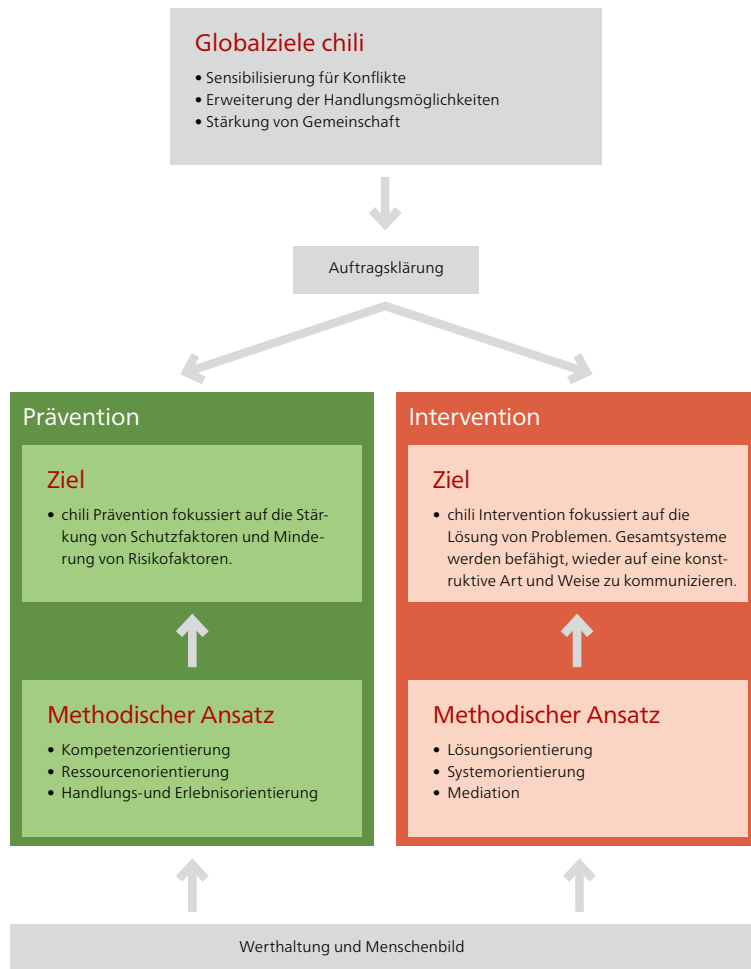 Globalziele chili
• Sensibilisierung für Konflikte
• Erweiterung der Handlungsmöglichkeiten
• Stärkung von Gemeinschaft
Auftragsklärung
Prävention
Ziel
• chili Prävention fokussiert auf die Stär-
kung von Schutzfaktoren und Minde-
rung von Risikofaktoren.
Methodischer Ansatz
• Kompetenzorientierung
• Ressourcenorientierung
• Handlungs-und Erlebnisorientierung
Intervention
Ziel
• chili Intervention fokussiert auf die
Lösung von Problemen. Gesamtsysteme
werden befähigt, wieder auf eine konst-
ruktive Art und Weise zu kommunizieren.
Methodischer Ansatz
• Lösungsorientierung
• Systemorientierung
• Mediation
Werthaltung und Menschenbild